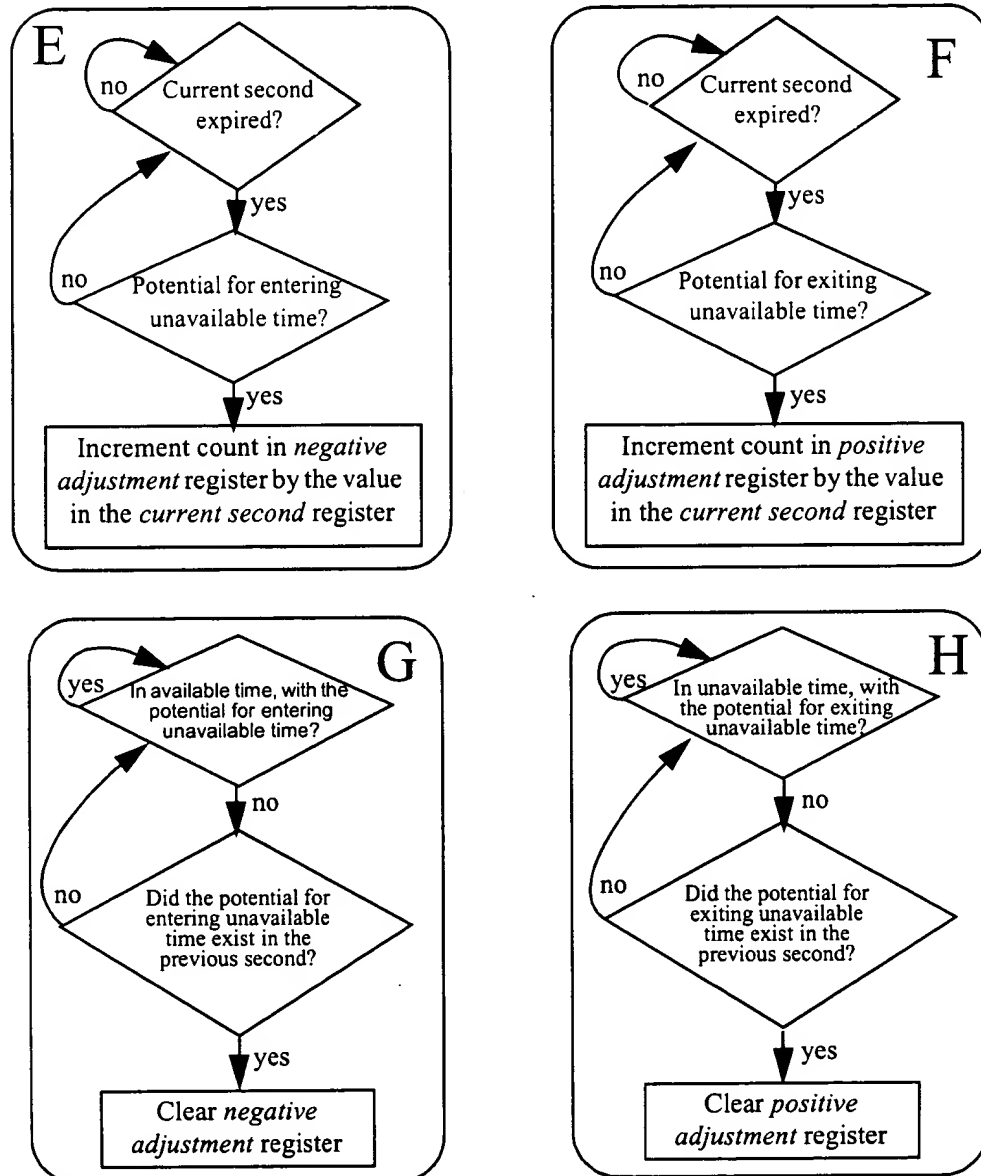 E
no
Current second
expired?
yes
no
Potential for entering
unavailable time?
yes
Increment count in negative
adjustment register by the value
in the current second register
F
no
Current second
expired?
yes
no
Potential for exiting
unavailable time?
yes
Increment count in positive
adjustment register by the value
in the current second register
G
yes
In available time, with the
potential for entering
unavailable time?
no
no
Did the potential for
entering unavailable
time exist in the
previous second?
yes
Clear negative
adjustment register
H
yes
In unavailable time, with
the potential for exiting
unavailable time?
no
no
Did the potential for
exiting unavailable
time exist in the
previous second?
yes
Clear positive
adjustment register